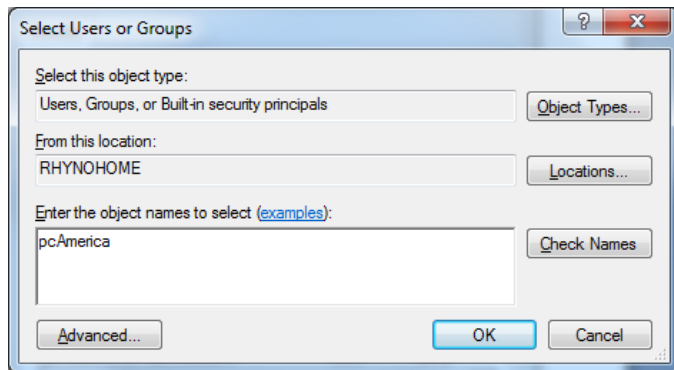 Select Users or Groups
Select this object type:
Users, Groups, or Built-in security principals
Object Types...
From this location:
RHYNOHOME
Locations...
Enter the object names to select (examples):
pcAmerica
Check Names
Advanced...
OK
Cancel